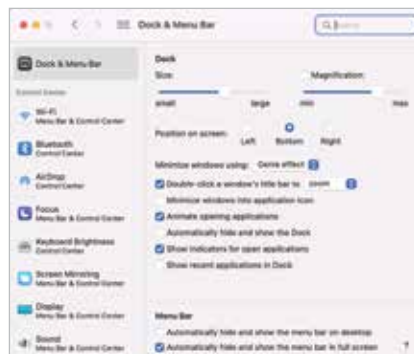 Dock & Menu Bar
Dock & Menu Bar
Control Center
Wi-Fi
Menu Bar & Control Center
Bluetooth
Control Center
AirDrop
Control Center
Focus
Menu Bar & Control Center
Keyboard Brightness
Control Center
Screen Mirroring
Menu Bar & Control Center
Display
Menu Bar & Control Center
Sound
Menu Bar & Control Center
Dock
Size: Magnification:
small large min max
Position on screen: Left Bottom Right
Minimize windows using: Genie effect
Double-click a window's title bar to zoom
Minimize windows into application icon
Animate opening applications
Automatically hide and show the Dock
Show indicators for open applications
Show recent applications in Dock
Menu Bar
Automatically hide and show the menu bar on desktop
Automatically hide and show the menu bar in full screen
?